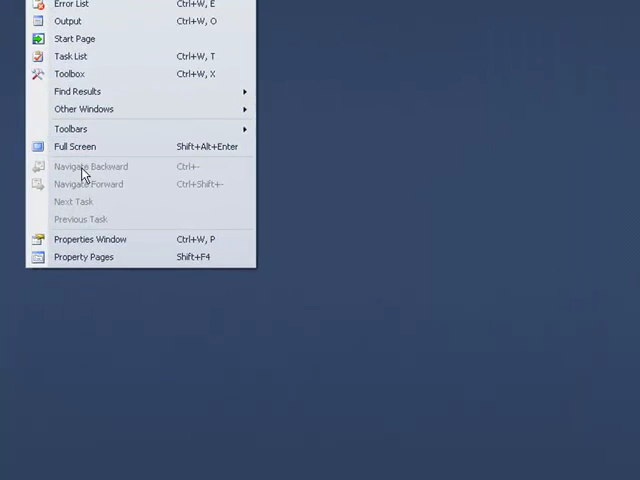 Error List Ctrl+W, E
Output Ctrl+W, O
Start Page
Task List Ctrl+W, T
Toolbox Ctrl+W, X
Find Results
Other Windows
Toolbars
Full Screen Shift+Alt+Enter
Navigate Backward Ctrl+-
Navigate Forward Ctrl+Shift+-
Next Task
Previous Task
Properties Window Ctrl+W, P
Property Pages Shift+F4